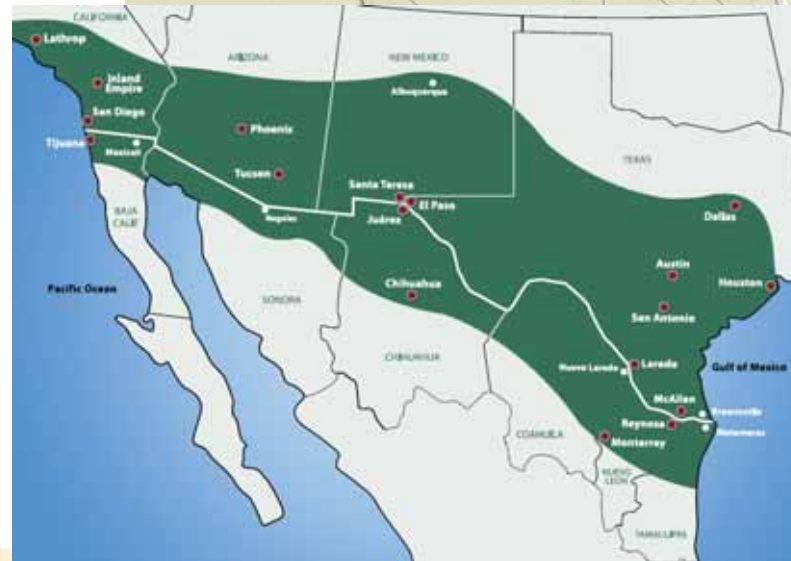 CALIFORNIA
Lathrop
ARIZONA
NEW MEXICO
Inland
Empire
Albuquerque
San Diego
Phoenix
Tijuana
Mexicali
TEXAS
Tucson
Santa Teresa
El Paso
Juárez
Nogales
Dallas
BAJA
CALIF
Austin
Pacific Ocean
Chihuahua
Houston
SONORA
San Antonio
CHIHUAHUA
Nuevo Laredo
Laredo
Gulf of Mexico
McAllen
Brownsville
Reynosa
Matamoros
COAHUILA
Monterrey
NUEVO
LEON
TAMAULIPAS